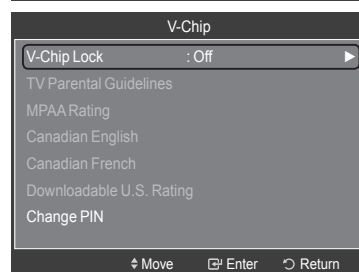 V-Chip
V-Chip Lock : Off
TV Parental Guidelines
MPAA Rating
Canadian English
Canadian French
Downloadable U.S. Rating
Change PIN
Move Enter Return